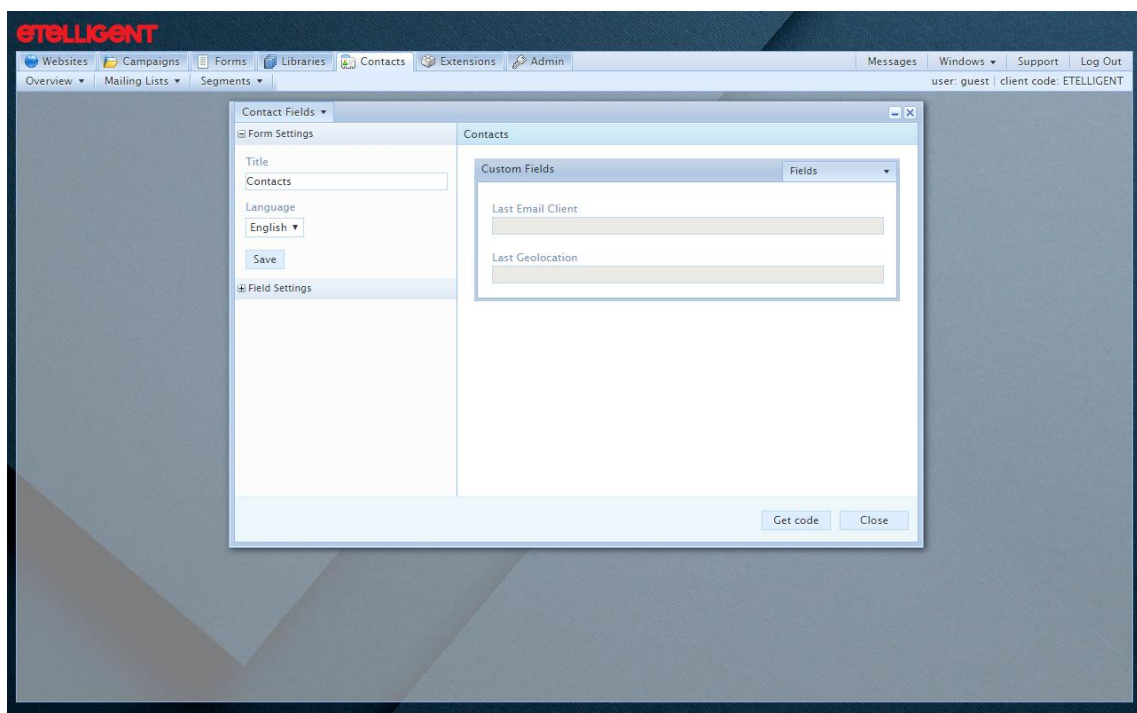 eTELLIGeNT
Websites Campaigns Forms Libraries Contacts Extensions Admin Messages Windows Support Log Out
Overview Mailing Lists Segments user: guest | client code: ETELLIGENT
Contact Fields
Form Settings Contacts
Title
Contacts
Custom Fields Fields
Language
English
Last Email Client
Save
Last Geolocation
Field Settings
Get code Close